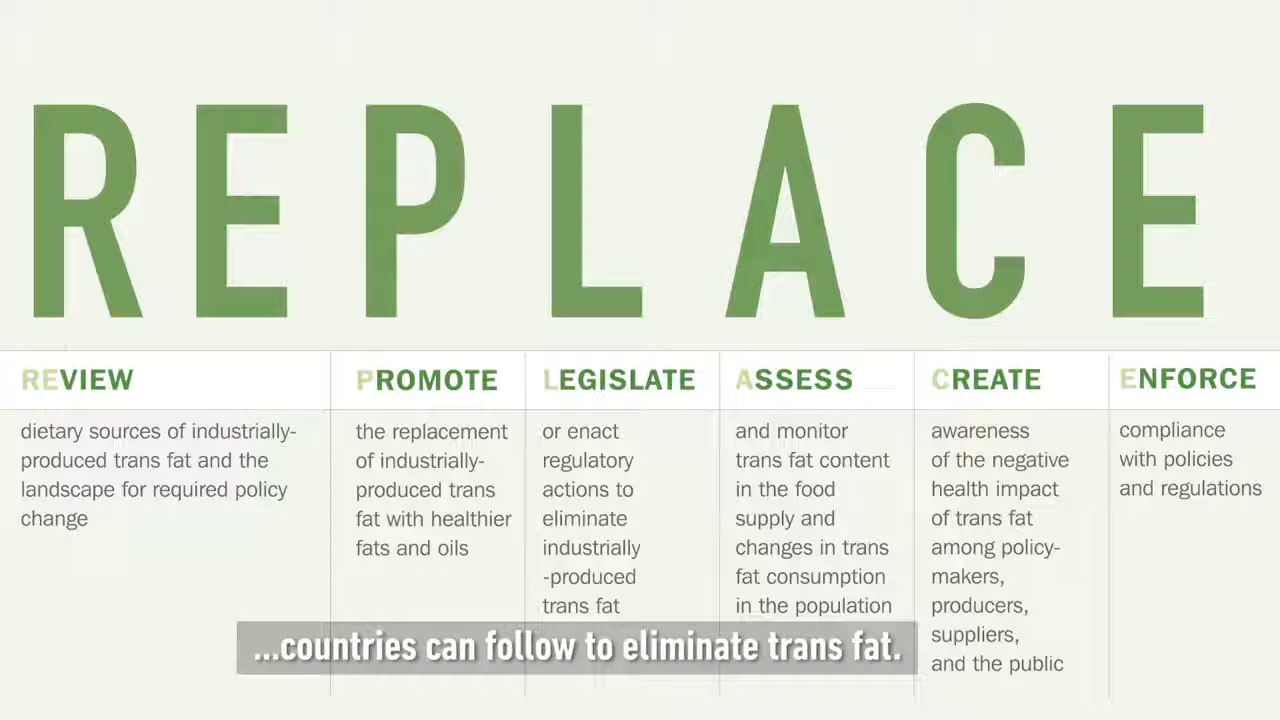 REPLACE
REVIEW
dietary sources of industrially-
produced trans fat and the
landscape for required policy
change
PROMOTE
the replacement
of industrially-
produced trans
fat with healthier
fats and oils
LEGISLATE
or enact
regulatory
actions to
eliminate
industrially
-produced
trans fat
ASSESS
and monitor
trans fat content
in the food
supply and
changes in trans
fat consumption
in the population
CREATE
awareness
of the negative
health impact
of trans fat
among policy-
makers,
producers,
suppliers,
and the public
ENFORCE
compliance
with policies
and regulations
...countries can follow to eliminate trans fat.